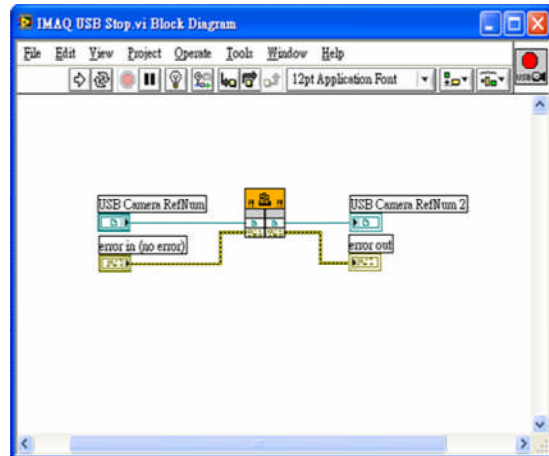 IMAQ USB Stop.vi Block Diagram
File Edit View Project Operate Tools Window Help
12pt Application Font
USB
USB Camera RefNum
USB Camera RefNum 2
error in (no error)
error out